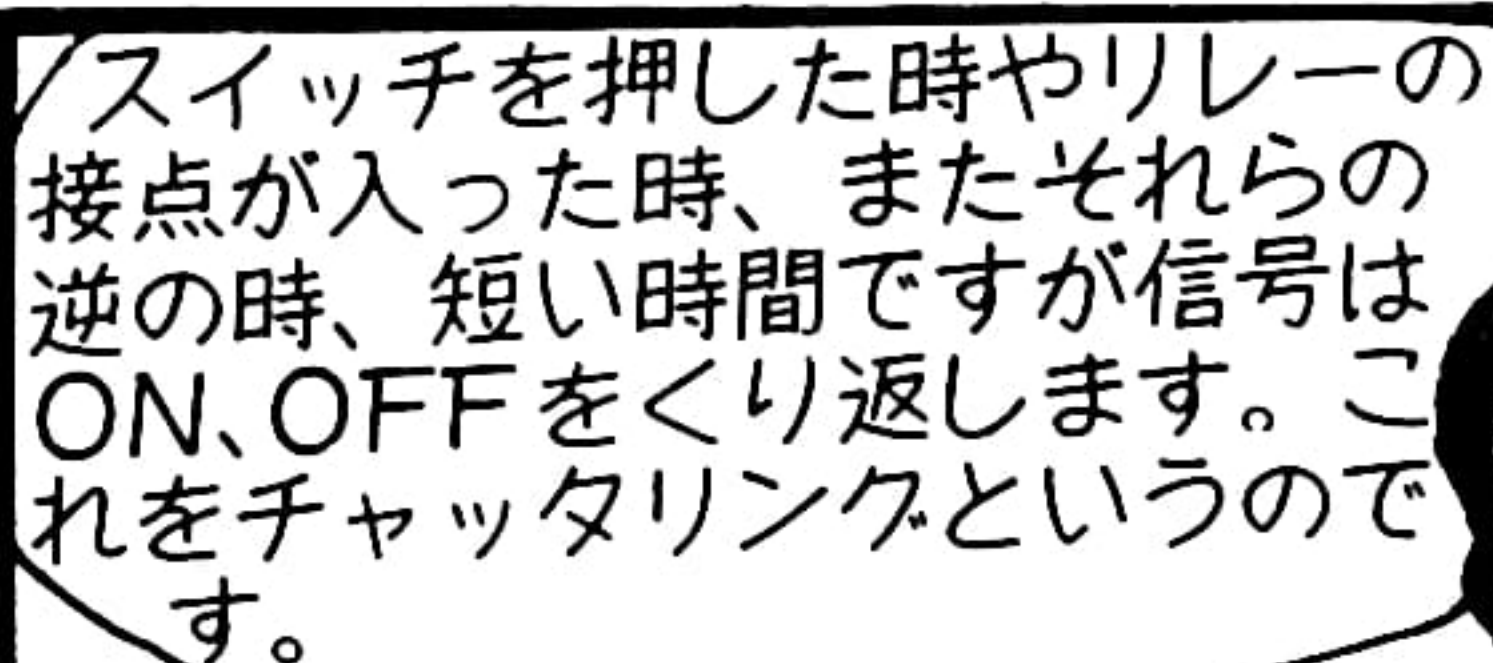 スイッチを押した時やリレーの
接点が入った時、またそれらの
逆の時、短い時間ですが信号は
ON、OFFをくり返します。こ
れをチャッタリングというので
す。